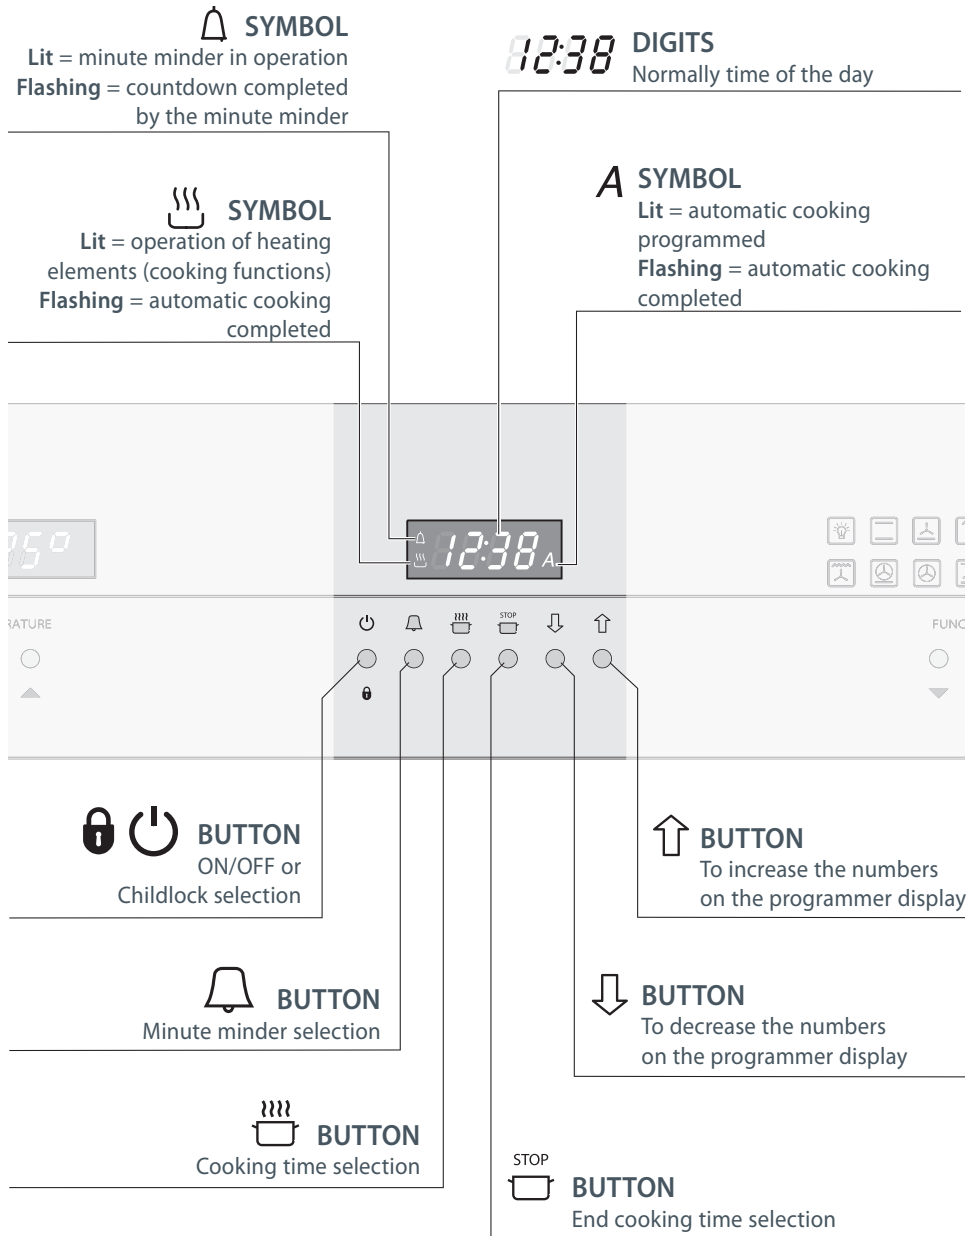 SYMBOL
Lit = minute minder in operation
Flashing = countdown completed
by the minute minder
12:38 DIGITS
Normally time of the day
SYMBOL
Lit = operation of heating
elements (cooking functions)
Flashing = automatic cooking
completed
A SYMBOL
Lit = automatic cooking
programmed
Flashing = automatic cooking
completed
5°
12:38 A
STOP
RATURE
FUNC
BUTTON
ON/OFF or
Childlock selection
BUTTON
To increase the numbers
on the programmer display
BUTTON
Minute minder selection
BUTTON
To decrease the numbers
on the programmer display
BUTTON
Cooking time selection
STOP
BUTTON
End cooking time selection